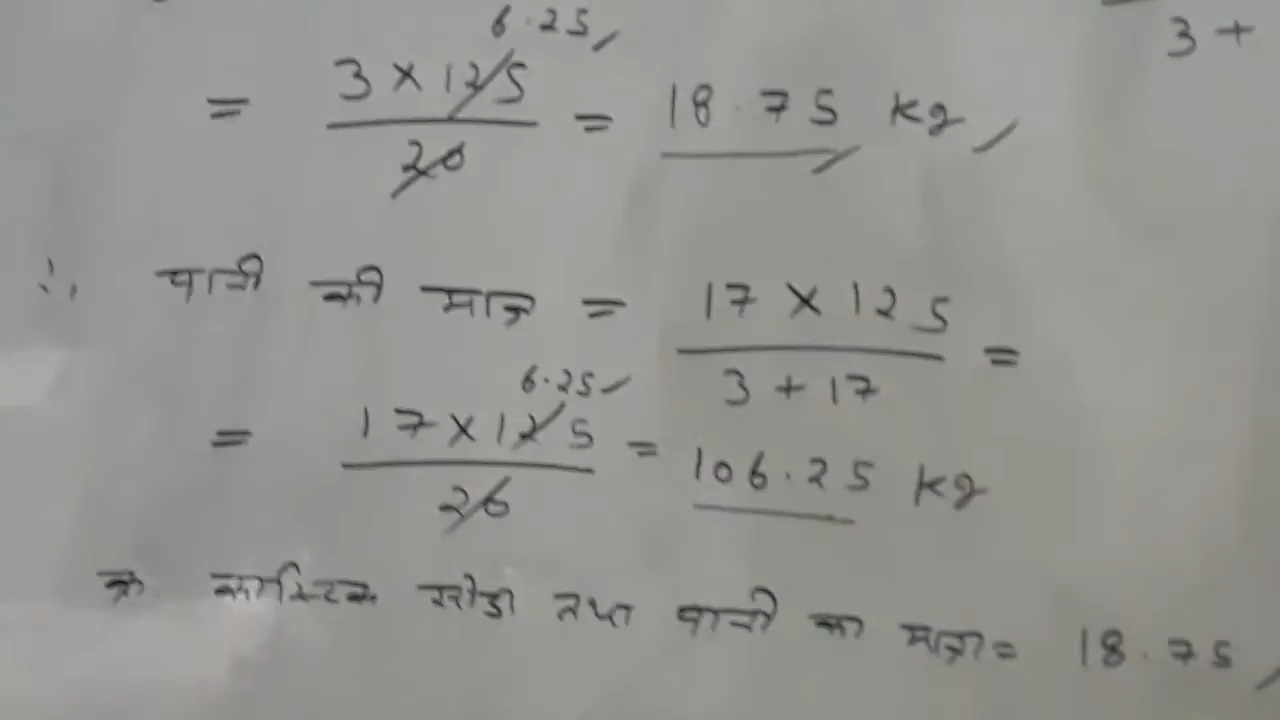 3 +
6.25
= 3 × 125 / 20 = 18.75 kg,
∴ पानी की मात्र = 17 × 125 / 3 + 17 =
6.25
= 17 × 125 / 20 = 106.25 kg
कास्टिक सोडा तथा पानी का मात्रा = 18.75,